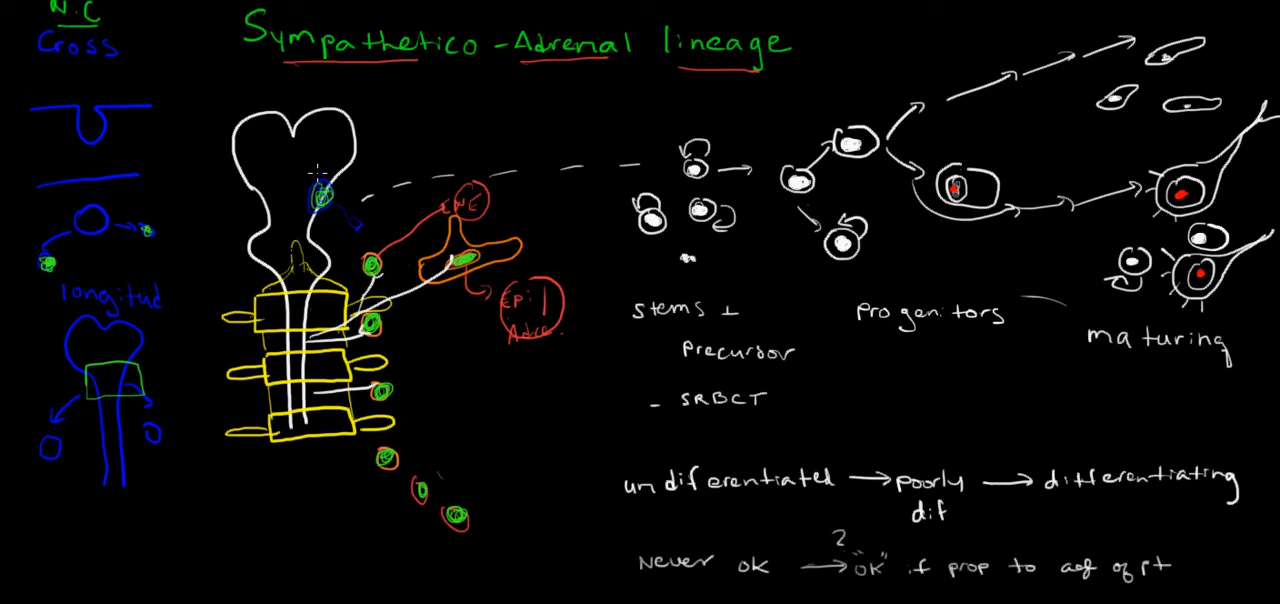 N.C
Cross
Sympathetico - Adrenal lineage
longitud
NE
Epi
Adre.
stems +
Precursor
- SRBCT
progenitors
maturing
undiferentiated → poorly dif → differentiating
Never ok → ? "OK" if prop to age of pt